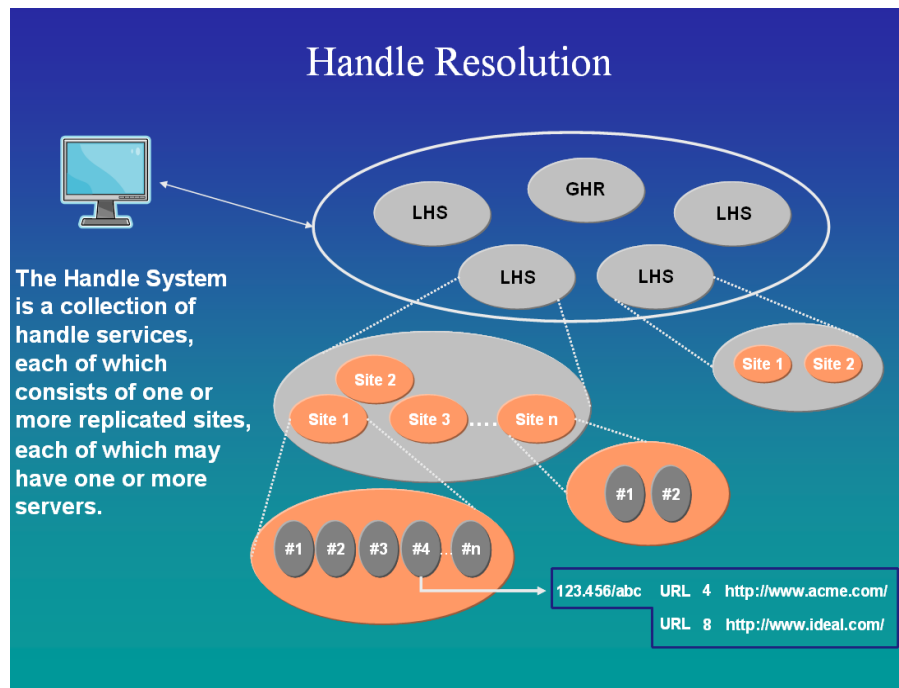 Handle Resolution
GHR
LHS
LHS
LHS
LHS
The Handle System
is a collection of
handle services,
each of which
consists of one or
more replicated sites,
each of which may
have one or more
servers.
Site 1
Site 2
Site 2
Site 1
Site 3
....
Site n
#1
#2
#1
#2
#3
#4
...
#n
123.456/abc URL 4 http://www.acme.com/
URL 8 http://www.ideal.com/